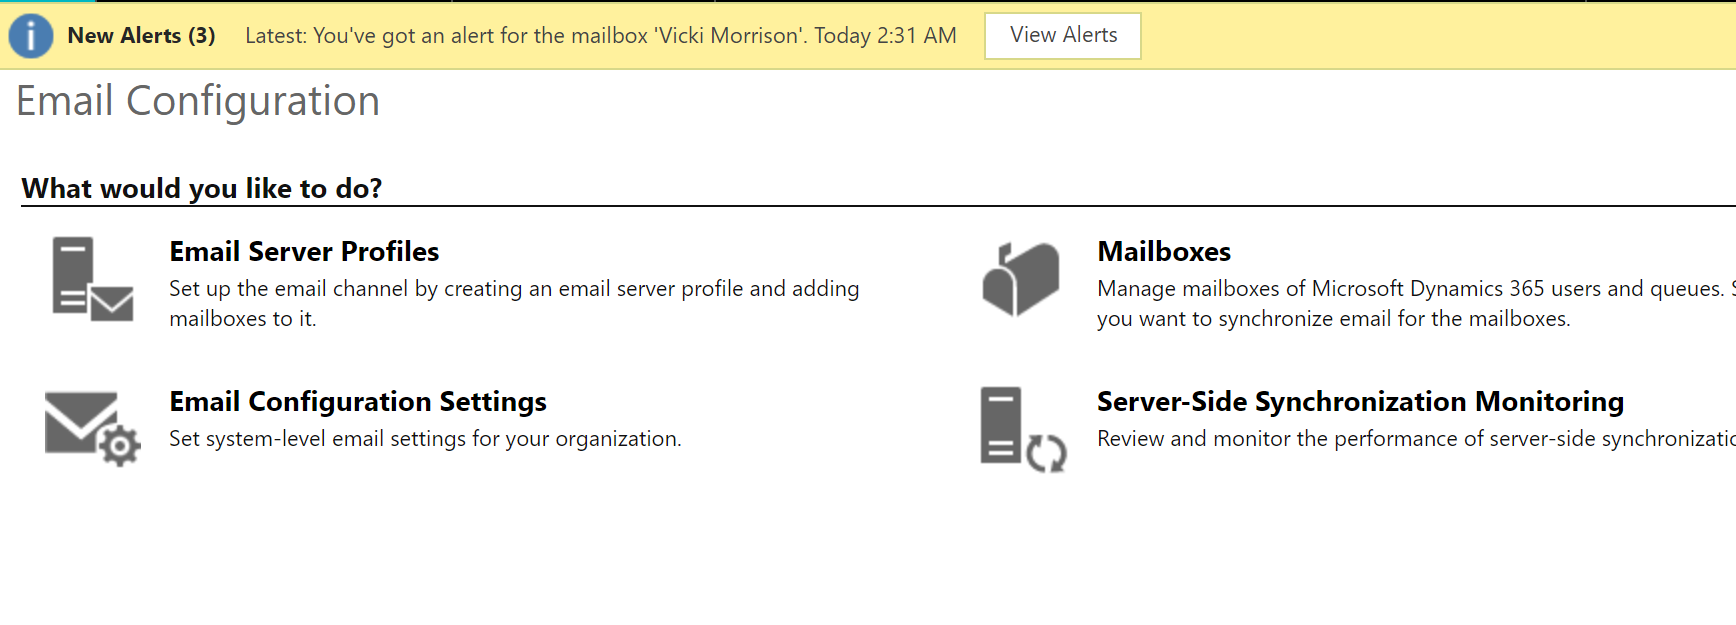 New Alerts (3) Latest: You've got an alert for the mailbox 'Vicki Morrison'. Today 2:31 AM View Alerts
Email Configuration
What would you like to do?
Email Server Profiles
Set up the email channel by creating an email server profile and adding
mailboxes to it.
Mailboxes
Manage mailboxes of Microsoft Dynamics 365 users and queues.
you want to synchronize email for the mailboxes.
Email Configuration Settings
Set system-level email settings for your organization.
Server-Side Synchronization Monitoring
Review and monitor the performance of server-side